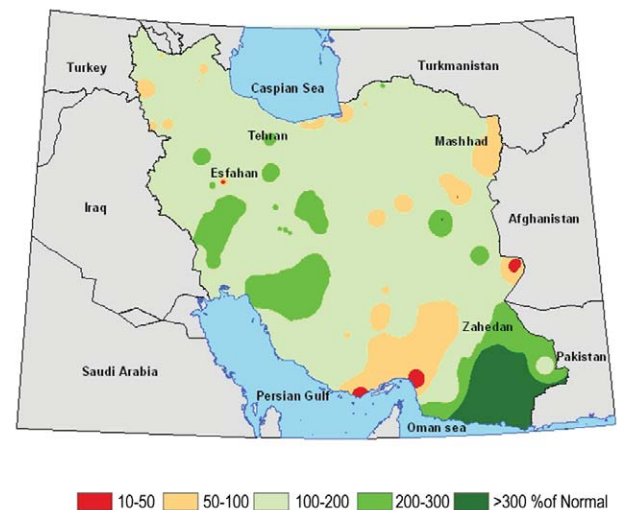 Turkey
Caspian Sea
Turkmanistan
Tehran
Mashhad
Esfahan
Iraq
Afghanistan
Zahedan
Pakistan
Saudi Arabia
Persian Gulf
Oman sea
10-50 50-100 100-200 200-300 >300 %of Normal